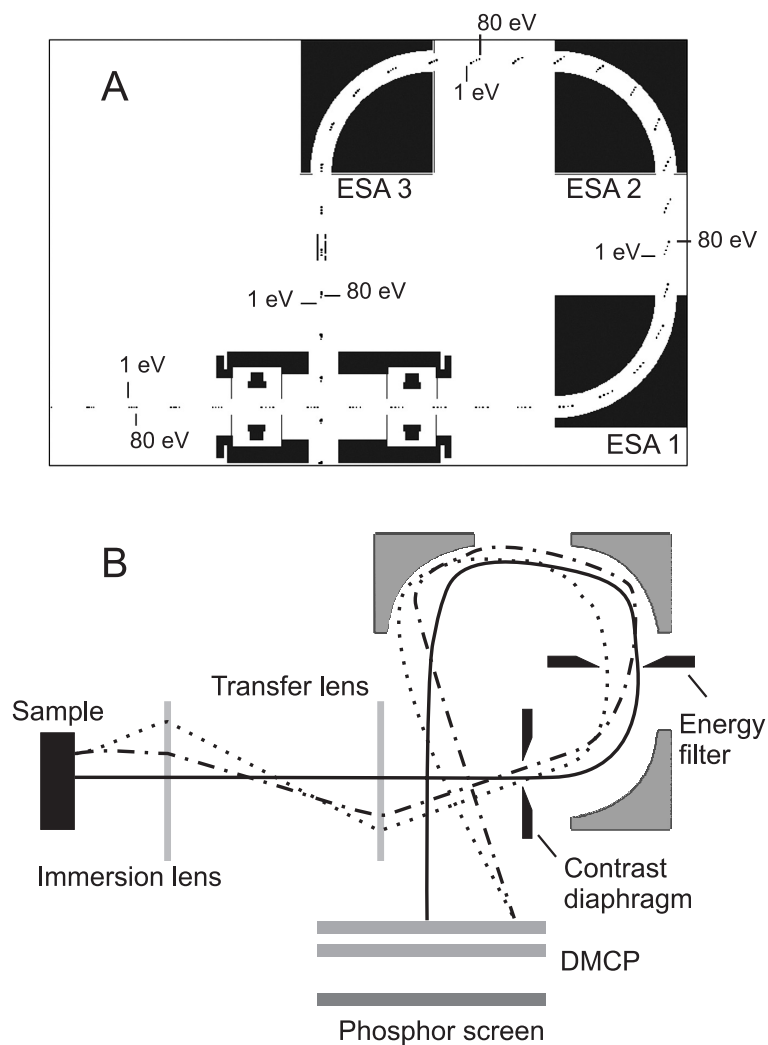 A
80 eV
1 eV
ESA 3
ESA 2
1 eV
80 eV
1 eV
80 eV
1 eV
80 eV
ESA 1
B
Transfer lens
Sample
Energy
filter
Immersion lens
Contrast
diaphragm
DMCP
Phosphor screen